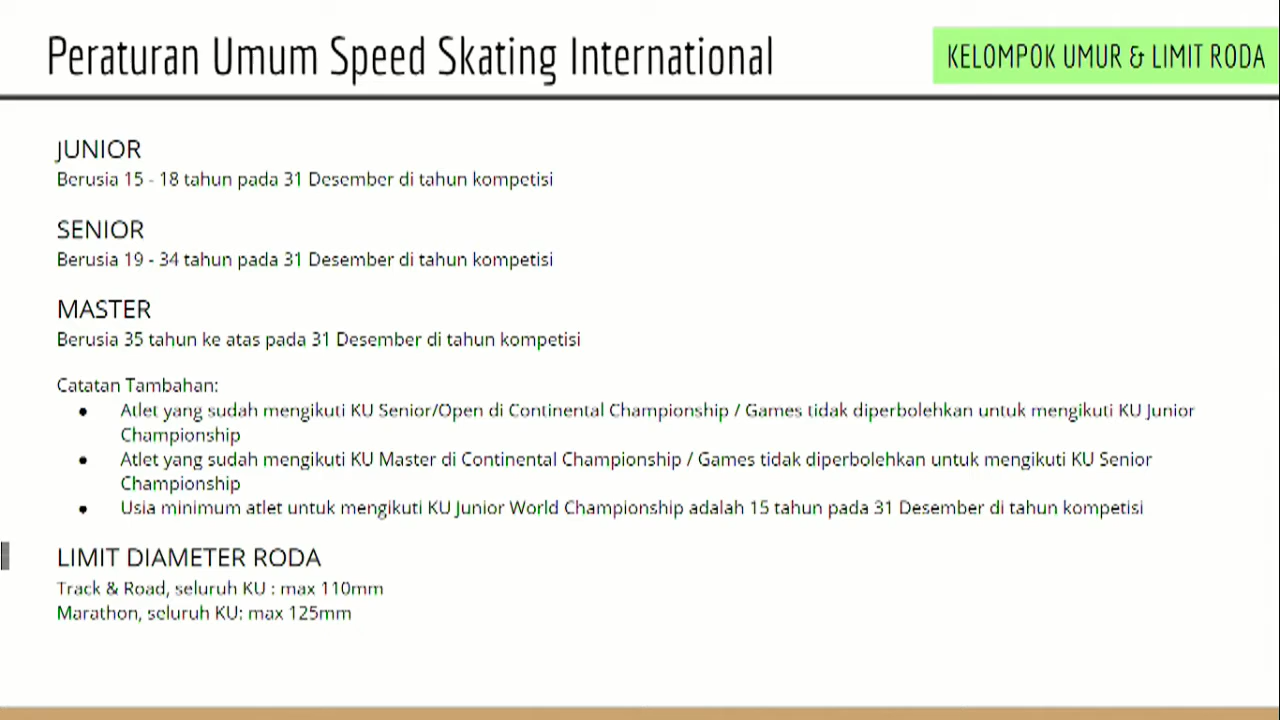 Peraturan Umum Speed Skating International
KELOMPOK UMUR & LIMIT RODA
JUNIOR
Berusia 15 - 18 tahun pada 31 Desember di tahun kompetisi
SENIOR
Berusia 19 - 34 tahun pada 31 Desember di tahun kompetisi
MASTER
Berusia 35 tahun ke atas pada 31 Desember di tahun kompetisi
Catatan Tambahan:
● Atlet yang sudah mengikuti KU Senior/Open di Continental Championship / Games tidak diperbolehkan untuk mengikuti KU Junior
Championship
● Atlet yang sudah mengikuti KU Master di Continental Championship / Games tidak diperbolehkan untuk mengikuti KU Senior
Championship
● Usia minimum atlet untuk mengikuti KU Junior World Championship adalah 15 tahun pada 31 Desember di tahun kompetisi
LIMIT DIAMETER RODA
Track & Road, seluruh KU : max 110mm
Marathon, seluruh KU: max 125mm